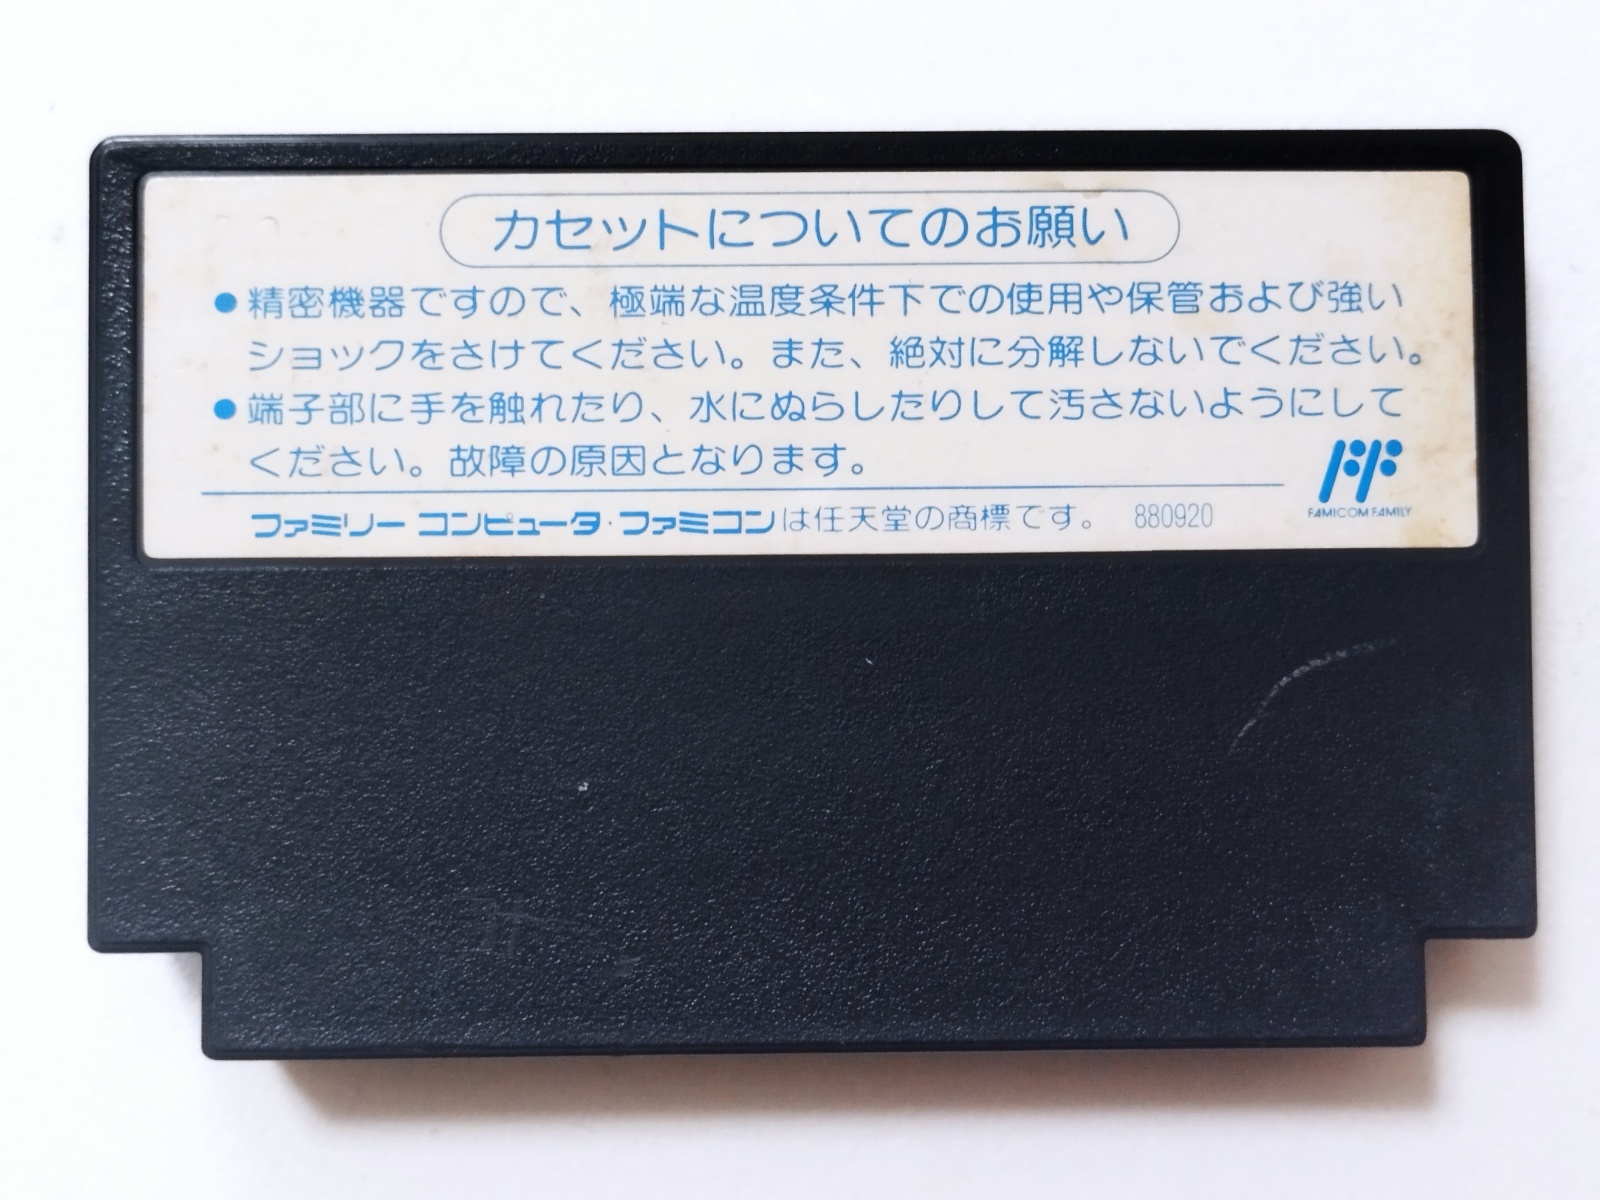 カセットについてのお願い
●精密機器ですので、極端な温度条件下での使用や保管および強い
ショックをさけてください。また、絶対に分解しないでください。
●端子部に手を触れたり、水にぬらしたりして汚さないようにして
ください。故障の原因となります。
ファミリー コンピュータ・ファミコンは任天堂の商標です。 880920
FF
FAMICOM FAMILY